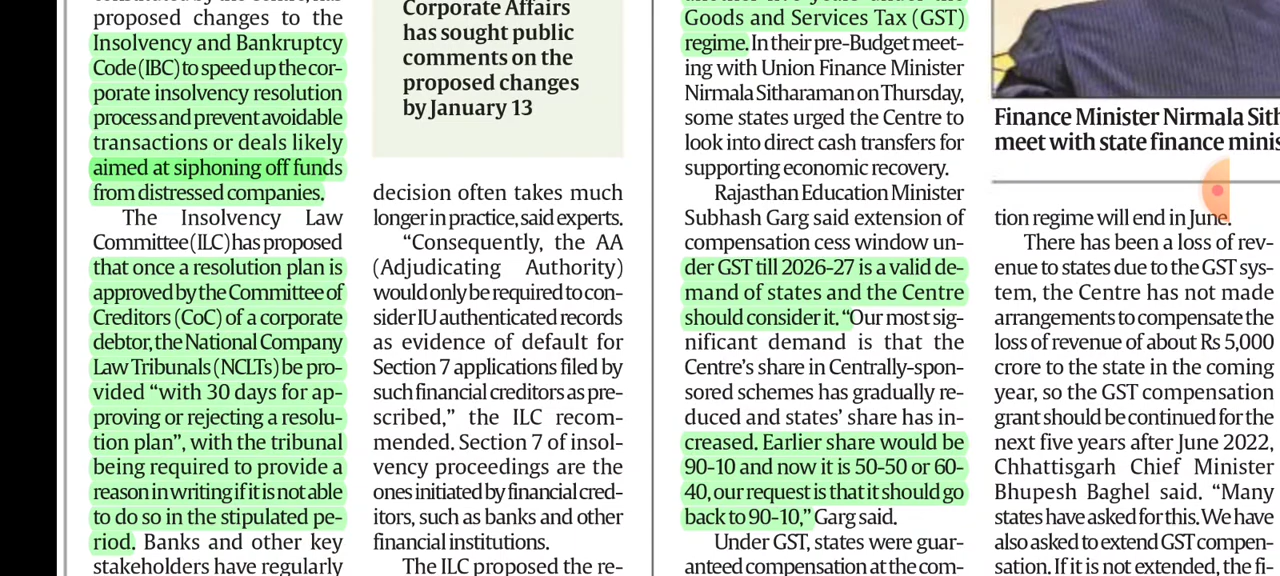 proposed changes to the
Insolvency and Bankruptcy
Code (IBC) to speed up the cor-
porate insolvency resolution
process and prevent avoidable
transactions or deals likely
aimed at siphoning off funds
from distressed companies.
The Insolvency Law
Committee (ILC) has proposed
that once a resolution plan is
approved by the Committee of
Creditors (CoC) of a corporate
debtor, the National Company
Law Tribunals (NCLTs) be pro-
vided “with 30 days for ap-
proving or rejecting a resolu-
tion plan”, with the tribunal
being required to provide a
reason in writing if it is not able
to do so in the stipulated pe-
riod. Banks and other key
stakeholders have regularly
Corporate Affairs
has sought public
comments on the
proposed changes
by January 13
decision often takes much
longer in practice, said experts.
“Consequently, the AA
(Adjudicating Authority)
would only be required to con-
sider IU authenticated records
as evidence of default for
Section 7 applications filed by
such financial creditors as pre-
scribed,” the ILC recom-
mended. Section 7 of insol-
vency proceedings are the
ones initiated by financial cred-
itors, such as banks and other
financial institutions.
The ILC proposed the re-
Goods and Services Tax (GST)
regime. In their pre-Budget meet-
ing with Union Finance Minister
Nirmala Sitharaman on Thursday,
some states urged the Centre to
look into direct cash transfers for
supporting economic recovery.
Rajasthan Education Minister
Subhash Garg said extension of
compensation cess window un-
der GST till 2026-27 is a valid de-
mand of states and the Centre
should consider it. “Our most sig-
nificant demand is that the
Centre’s share in Centrally-spon-
sored schemes has gradually re-
duced and states’ share has in-
creased. Earlier share would be
90-10 and now it is 50-50 or 60-
40, our request is that it should go
back to 90-10,” Garg said.
Under GST, states were guar-
anteed compensation at the com-
Finance Minister Nirmala Sith
meet with state finance minis
tion regime will end in June.
There has been a loss of rev-
enue to states due to the GST sys-
tem, the Centre has not made
arrangements to compensate the
loss of revenue of about Rs 5,000
crore to the state in the coming
year, so the GST compensation
grant should be continued for the
next five years after June 2022,
Chhattisgarh Chief Minister
Bhupesh Baghel said. “Many
states have asked for this. We have
also asked to extend GST compen-
sation. If it is not extended, the fi-